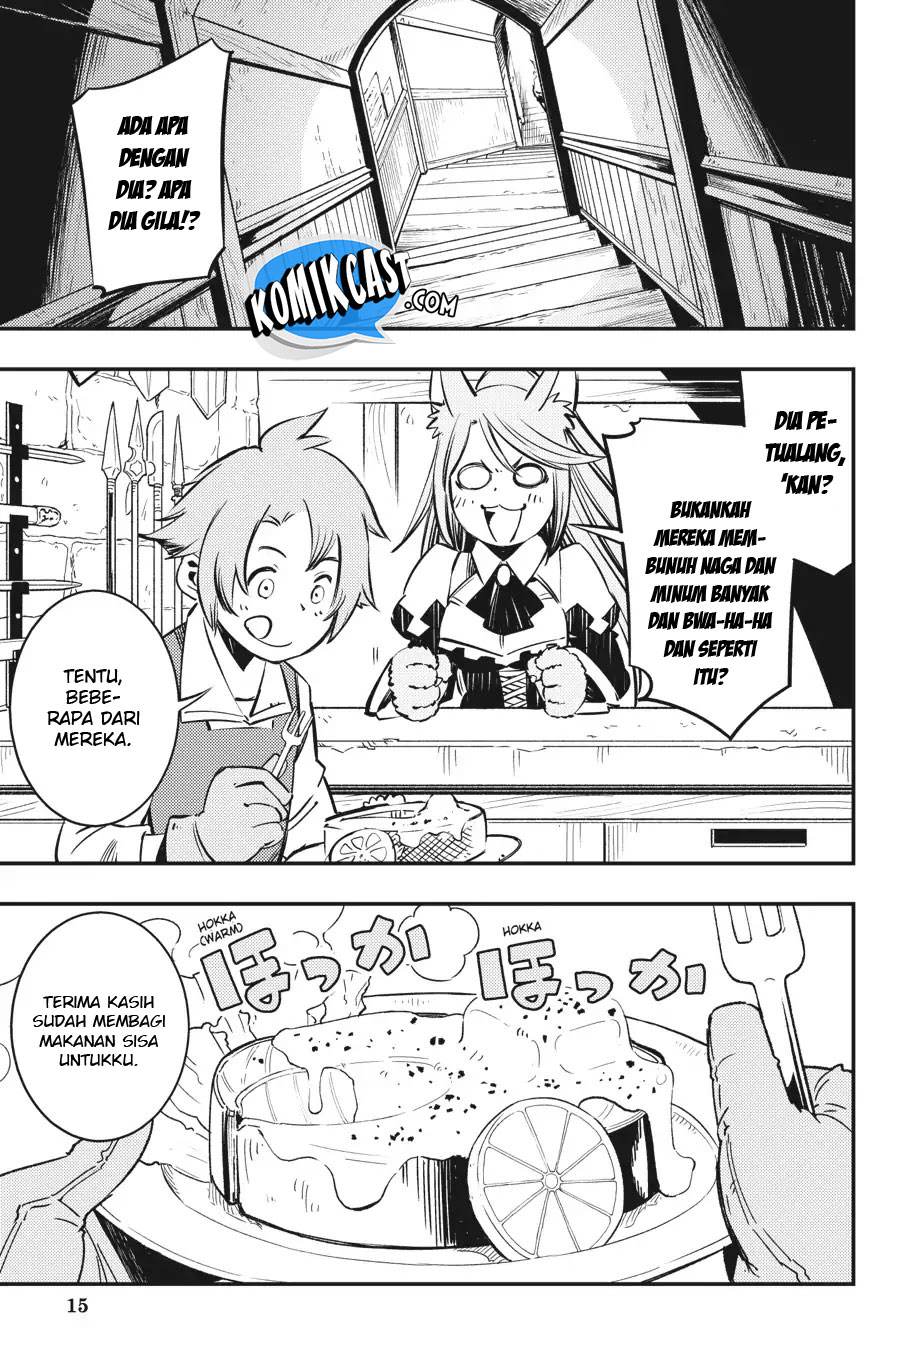 ADA APA
DENGAN
DIA? APA
DIA GILA!?
KOMIKCAST
.COM
DIA PE-
TUALANG,
'KAN?
BUKANKAH
MEREKA MEM-
BUNUH NAGA DAN
MINUM BANYAK
DAN BWA-HA-HA
DAN SEPERTI
ITU?
TENTU,
BEBE-
RAPA DARI
MEREKA.
HOKKA
HOKKA
(WARM)
ほっか
ほっか
TERIMA KASIH
SUDAH MEMBAGI
MAKANAN SISA
UNTUKKU.
15